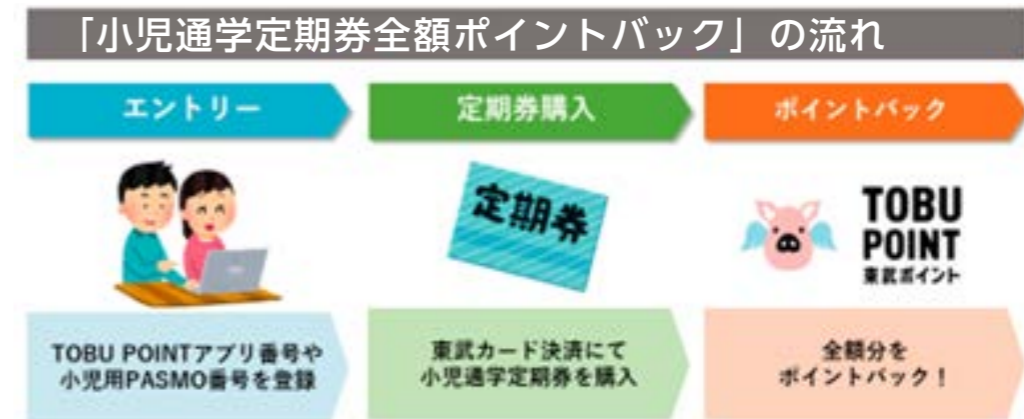 「小児通学定期券全額ポイントバック」の流れ
エントリー
定期券購入
ポイントバック
定期券
TOBU
POINT
東武ポイント
TOBU POINTアプリ番号や
小児用PASMO番号を登録
東武カード決済にて
小児通学定期券を購入
全額分を
ポイントバック！